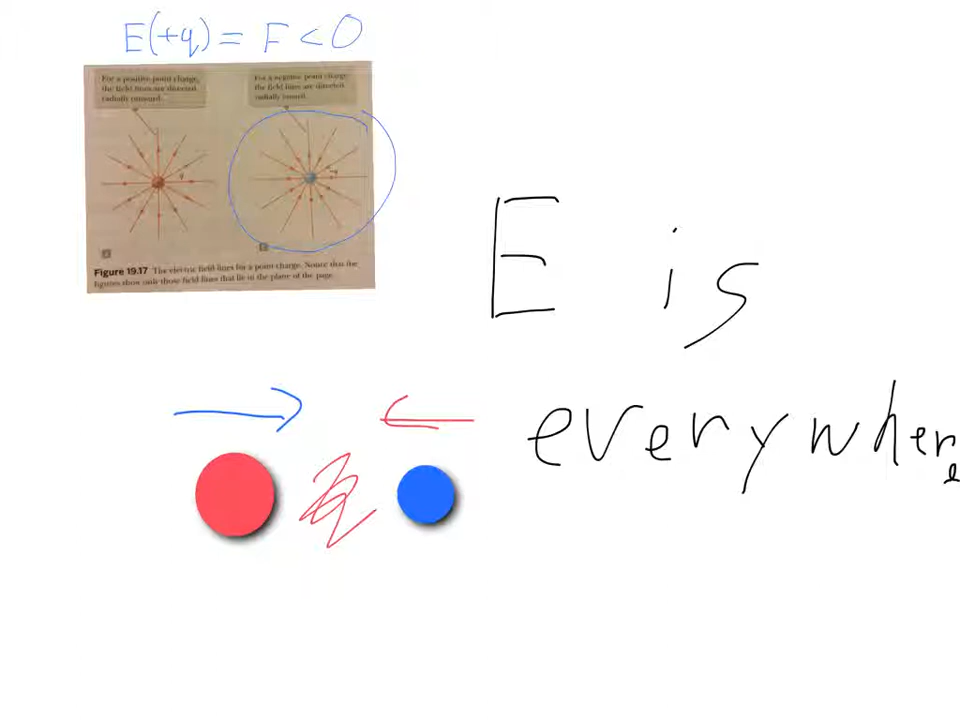 E(+q) = F < 0
For a positive point charge,
the field lines are directed
radially outward.
For a negative point charge,
the field lines are directed
radially inward.
Figure 19.17 The electric field lines for a point charge. Notice that the
figures show only those field lines that lie in the plane of the page.
E is
everywhere